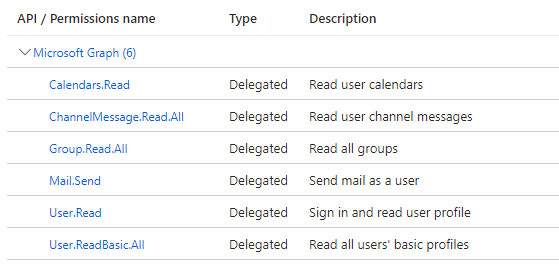 API / Permissions name Type Description
Microsoft Graph (6)
Calendars.Read Delegated Read user calendars
ChannelMessage.Read.All Delegated Read user channel messages
Group.Read.All Delegated Read all groups
Mail.Send Delegated Send mail as a user
User.Read Delegated Sign in and read user profile
User.ReadBasic.All Delegated Read all users' basic profiles